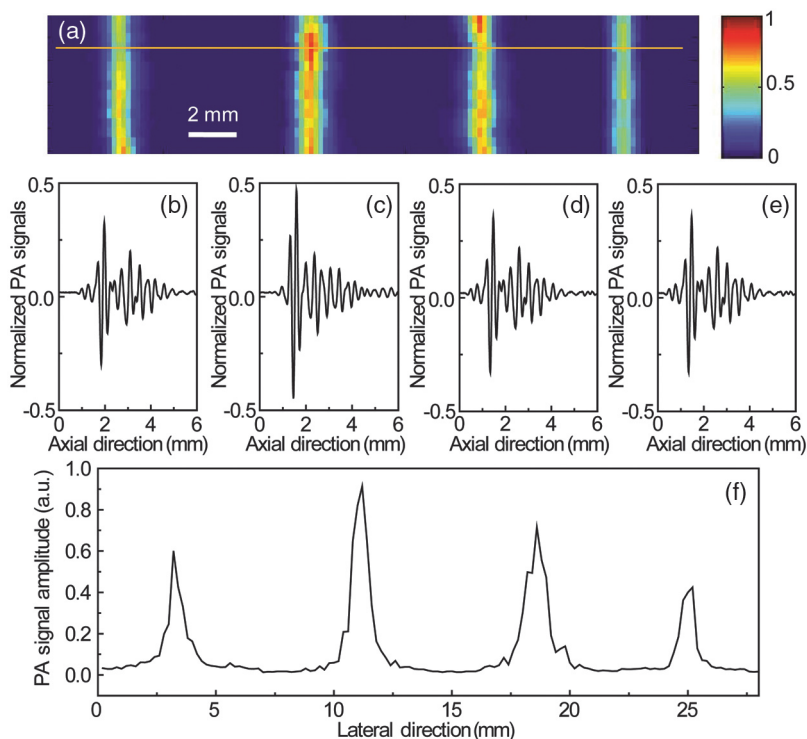 (a)
2 mm
1
0.5
0
(b)
(c)
(d)
(e)
Normalized PA signals
0.5
0.0
-0.5
0 2 4 6
Axial direction (mm)
Normalized PA signals
0.5
0.0
-0.5
0 2 4 6
Axial direction (mm)
Normalized PA signals
0.5
0.0
-0.5
0 2 4 6
Axial direction (mm)
Normalized PA signals
0.5
0.0
-0.5
0 2 4 6
Axial direction (mm)
(f)
PA signal amplitude (a.u.)
1.0
0.8
0.6
0.4
0.2
0.0
0 5 10 15 20 25
Lateral direction (mm)